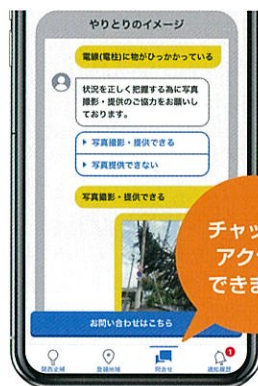 やりとりのイメージ
電線(電柱)に物がひっかかっている
状況を正しく把握する為に写真
撮影・提供のご協力をお願いし
ております。
写真撮影・提供できる
写真提供できない
写真撮影・提供できる
チャッ
アク
できま
お問い合わせはこちら
関西全域
登録地域
問合せ
通知履歴
1